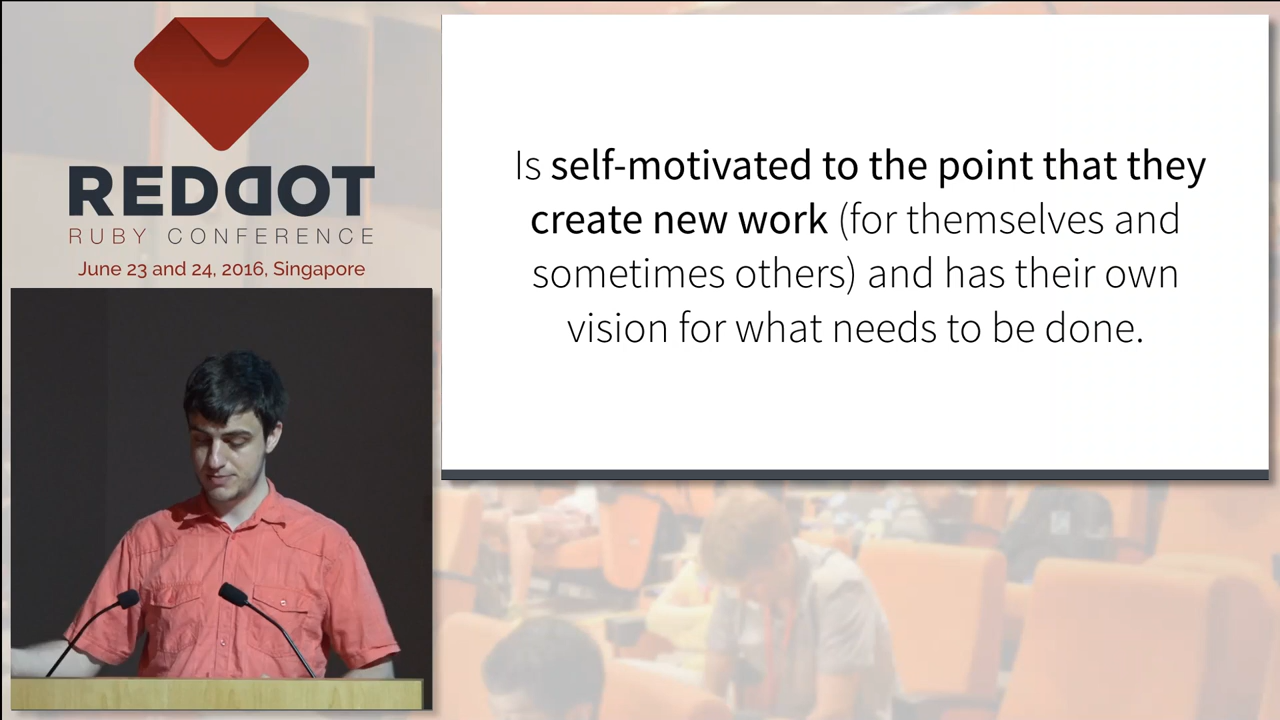 REDDOT
RUBY CONFERENCE
June 23 and 24, 2016, Singapore
Is self-motivated to the point that they
create new work (for themselves and
sometimes others) and has their own
vision for what needs to be done.